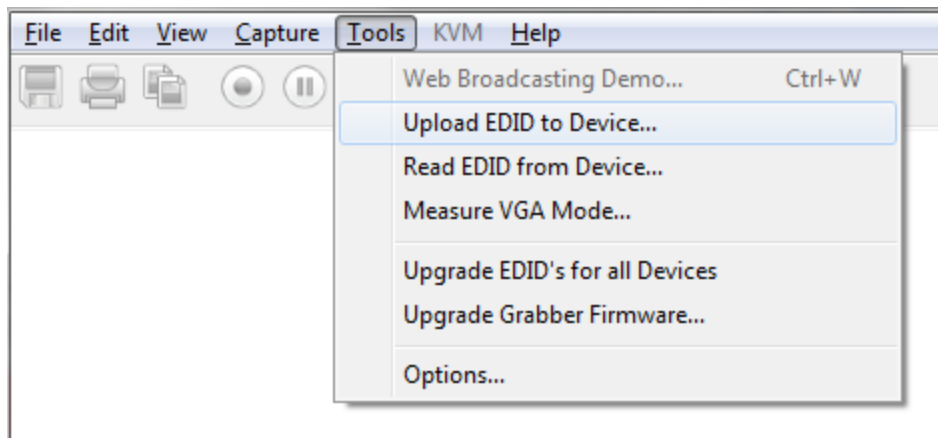 File Edit View Capture Tools KVM Help
Web Broadcasting Demo... Ctrl+W
Upload EDID to Device...
Read EDID from Device...
Measure VGA Mode...
Upgrade EDID's for all Devices
Upgrade Grabber Firmware...
Options...